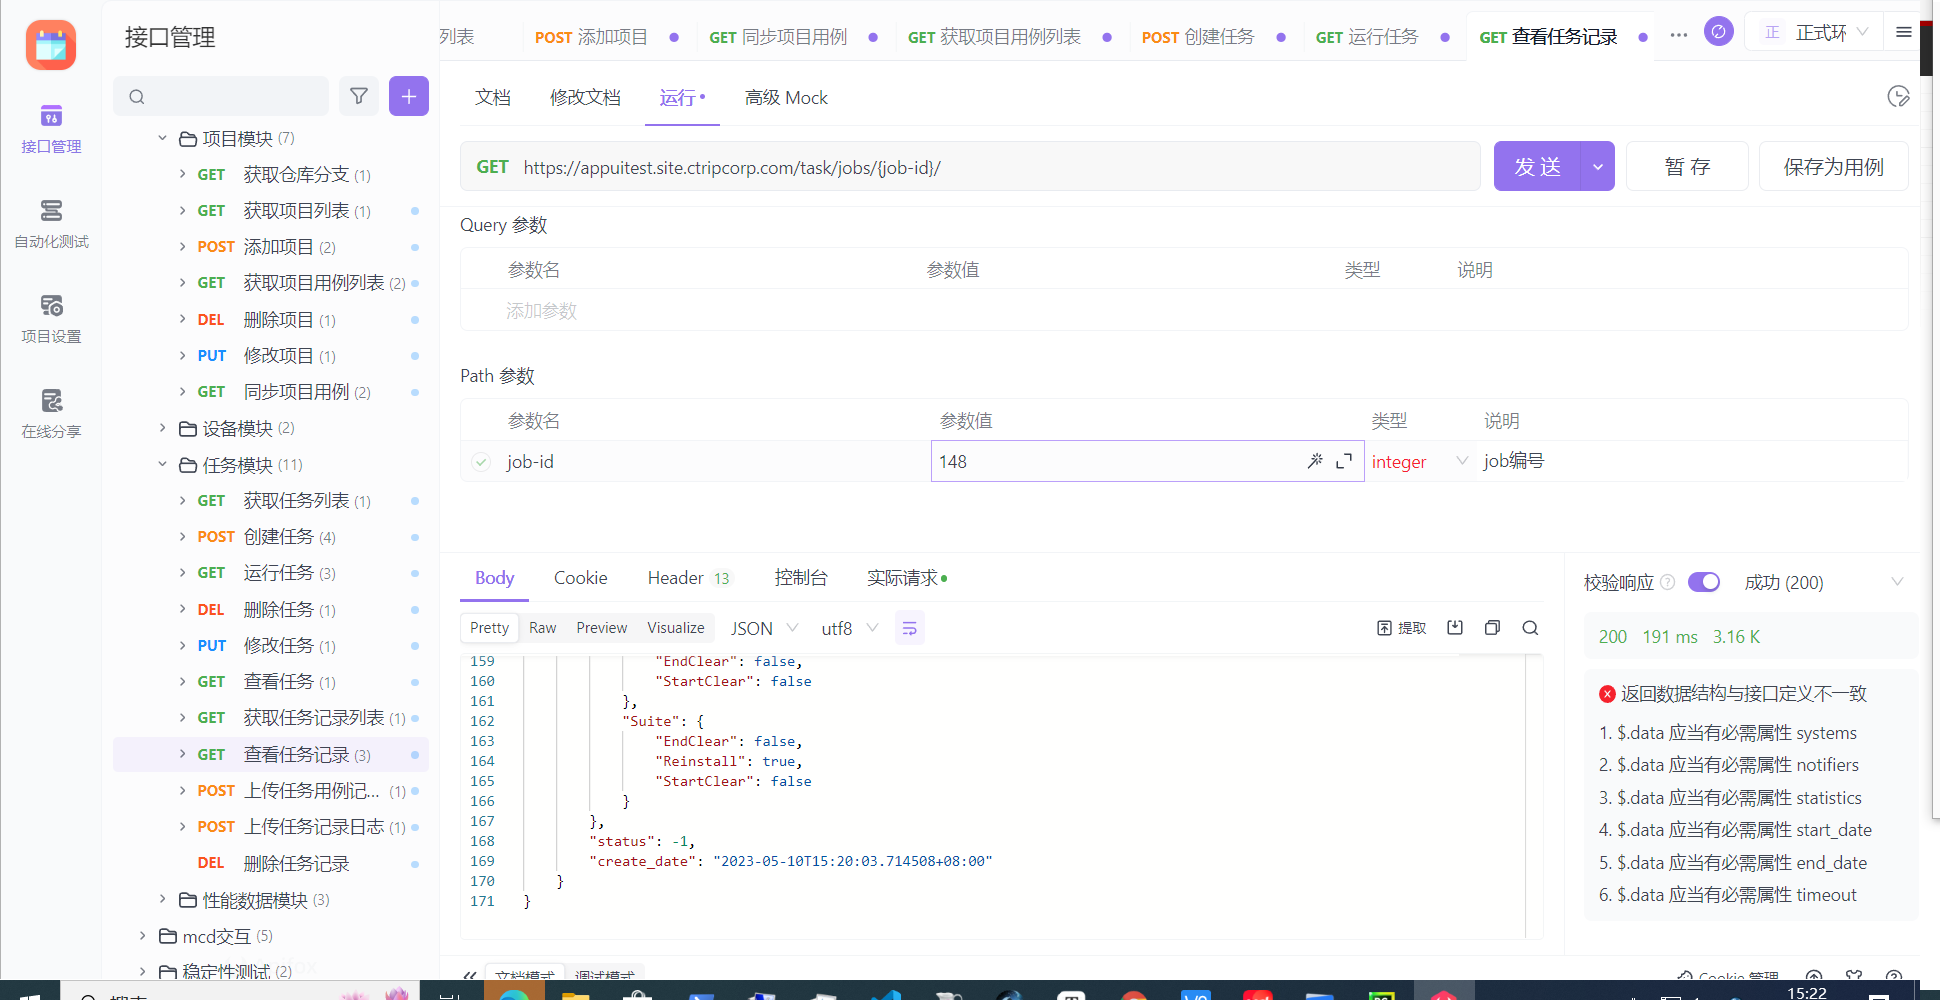 接口管理
自动化测试
项目设置
在线分享
接口管理
项目模块 (7)
GET 获取仓库分支 (1)
GET 获取项目列表 (1)
POST 添加项目 (2)
GET 获取项目用例列表 (2)
DEL 删除项目 (1)
PUT 修改项目 (1)
GET 同步项目用例 (2)
设备模块 (2)
任务模块 (11)
GET 获取任务列表 (1)
POST 创建任务 (4)
GET 运行任务 (3)
DEL 删除任务 (1)
PUT 修改任务 (1)
GET 查看任务 (1)
GET 获取任务记录列表 (1)
GET 查看任务记录 (3)
POST 上传任务用例记... (1)
POST 上传任务记录日志 (1)
DEL 删除任务记录
性能数据模块 (3)
mcd交互 (5)
稳定性测试 (2)
列表 POST 添加项目 GET 同步项目用例 GET 获取项目用例列表 POST 创建任务 GET 运行任务 GET 查看任务记录 ··· 正 正式环
文档 修改文档 运行 高级 Mock
GET https://appuitest.site.ctripcorp.com/task/jobs/{job-id}/ 发 送 暂 存 保存为用例
Query 参数
参数名 参数值 类型 说明
添加参数
Path 参数
参数名 参数值 类型 说明
job-id 148 integer job编号
Body Cookie Header 13 控制台 实际请求
Pretty Raw Preview Visualize JSON utf8 提取
159 "EndClear": false,
160 "StartClear": false
161 },
162 "Suite": {
163 "EndClear": false,
164 "Reinstall": true,
165 "StartClear": false
166 }
167 },
168 "status": -1,
169 "create_date": "2023-05-10T15:20:03.714508+08:00"
170 }
171 }
校验响应 ? 成功 (200)
200 191 ms 3.16 K
返回数据结构与接口定义不一致
1. $.data 应当有必需属性 systems
2. $.data 应当有必需属性 notifiers
3. $.data 应当有必需属性 statistics
4. $.data 应当有必需属性 start_date
5. $.data 应当有必需属性 end_date
6. $.data 应当有必需属性 timeout
文档模式 调试模式 Cookie 管理
搜索
15:22